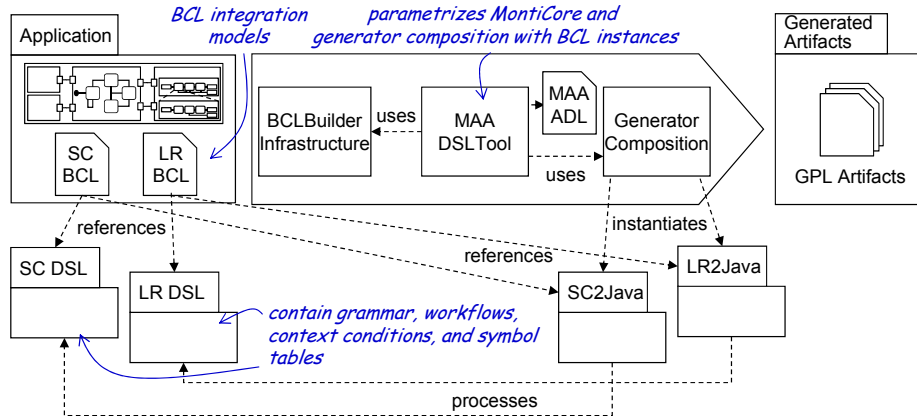 BCL integration
models
parametrizes MontiCore and
generator composition with BCL instances
Application
Generated
Artifacts
SC
BCL
LR
BCL
BCLBuilder
Infrastructure
uses
MAA
DSLTool
MAA
ADL
uses
Generator
Composition
GPL Artifacts
references
references
instantiates
SC DSL
LR DSL
SC2Java
LR2Java
contain grammar, workflows,
context conditions, and symbol
tables
processes